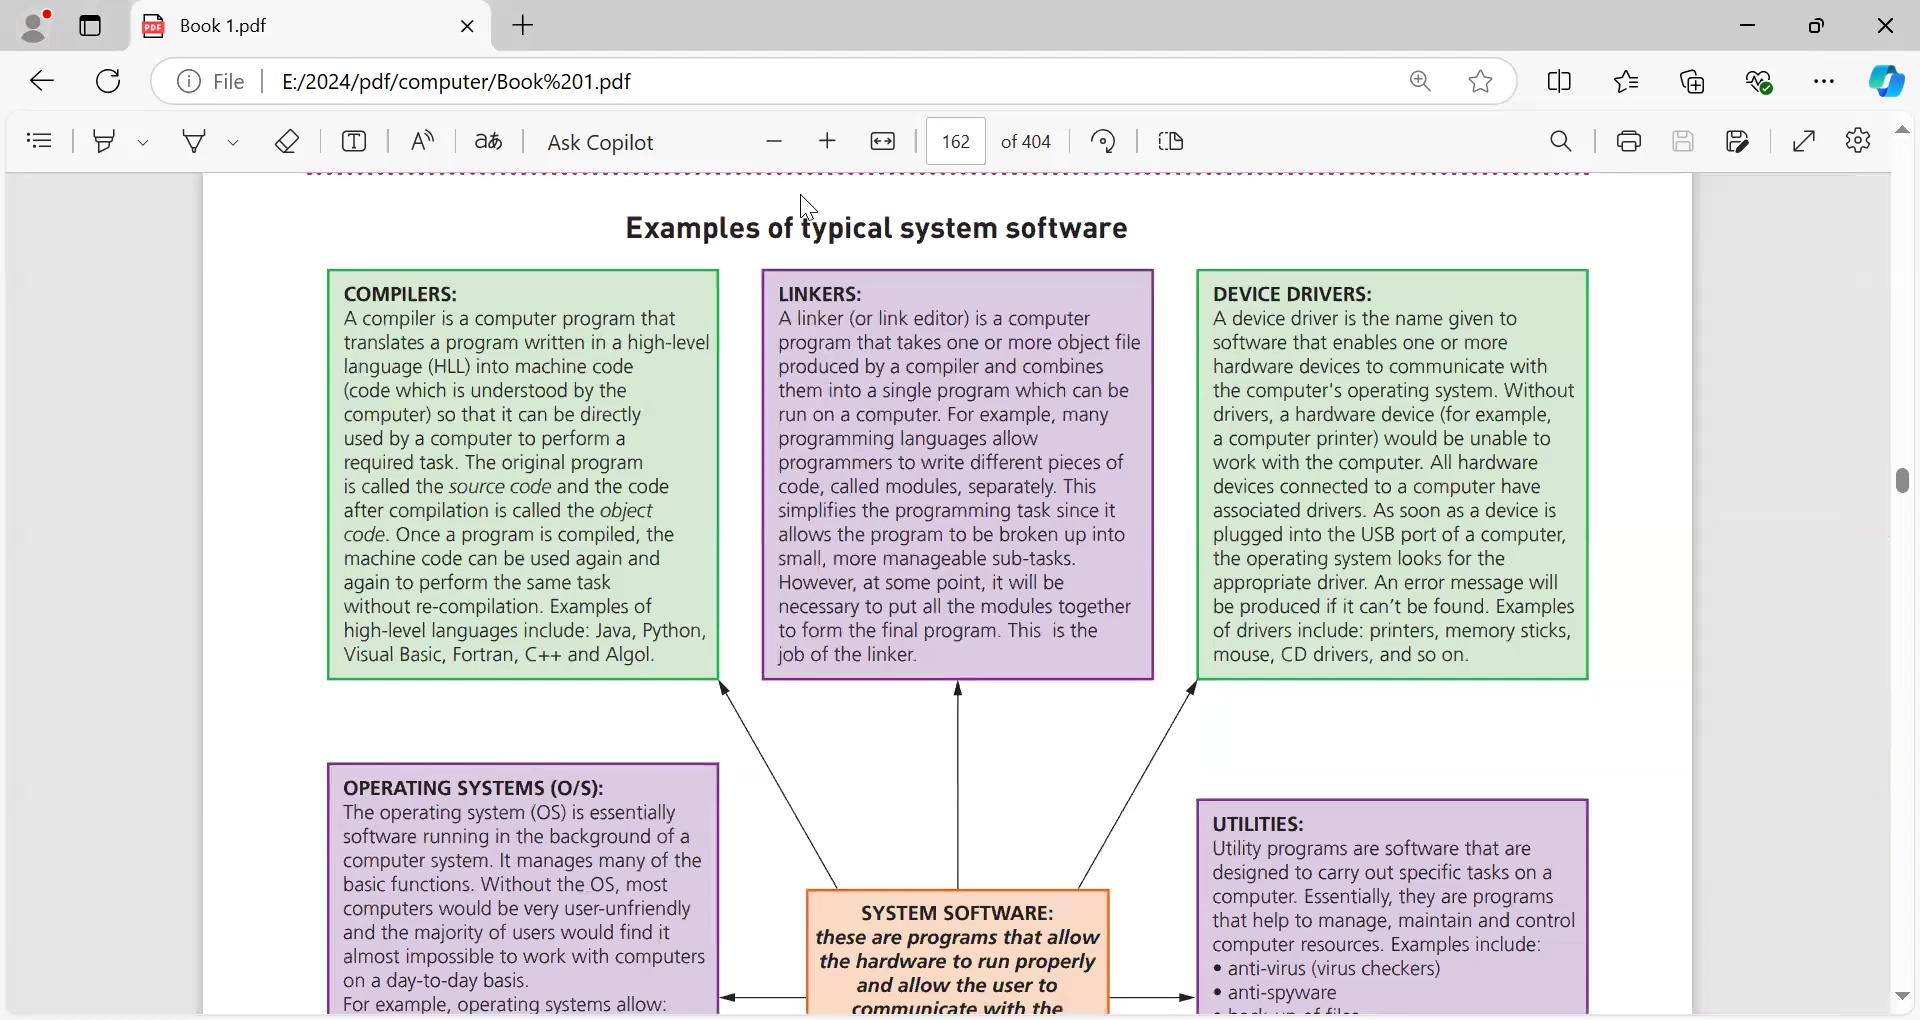 Book 1.pdf
File
E:/2024/pdf/computer/Book%201.pdf
aあ
Ask Copilot
162
of 404
Examples of typical system software
COMPILERS:
A compiler is a computer program that
translates a program written in a high-level
language (HLL) into machine code
(code which is understood by the
computer) so that it can be directly
used by a computer to perform a
required task. The original program
is called the source code and the code
after compilation is called the object
code. Once a program is compiled, the
machine code can be used again and
again to perform the same task
without re-compilation. Examples of
high-level languages include: Java, Python,
Visual Basic, Fortran, C++ and Algol.
LINKERS:
A linker (or link editor) is a computer
program that takes one or more object file
produced by a compiler and combines
them into a single program which can be
run on a computer. For example, many
programming languages allow
programmers to write different pieces of
code, called modules, separately. This
simplifies the programming task since it
allows the program to be broken up into
small, more manageable sub-tasks.
However, at some point, it will be
necessary to put all the modules together
to form the final program. This is the
job of the linker.
DEVICE DRIVERS:
A device driver is the name given to
software that enables one or more
hardware devices to communicate with
the computer's operating system. Without
drivers, a hardware device (for example,
a computer printer) would be unable to
work with the computer. All hardware
devices connected to a computer have
associated drivers. As soon as a device is
plugged into the USB port of a computer,
the operating system looks for the
appropriate driver. An error message will
be produced if it can't be found. Examples
of drivers include: printers, memory sticks,
mouse, CD drivers, and so on.
OPERATING SYSTEMS (O/S):
The operating system (OS) is essentially
software running in the background of a
computer system. It manages many of the
basic functions. Without the OS, most
computers would be very user-unfriendly
and the majority of users would find it
almost impossible to work with computers
on a day-to-day basis.
For example, operating systems allow:
SYSTEM SOFTWARE:
these are programs that allow
the hardware to run properly
and allow the user to
communicate with the
UTILITIES:
Utility programs are software that are
designed to carry out specific tasks on a
computer. Essentially, they are programs
that help to manage, maintain and control
computer resources. Examples include:
• anti-virus (virus checkers)
• anti-spyware